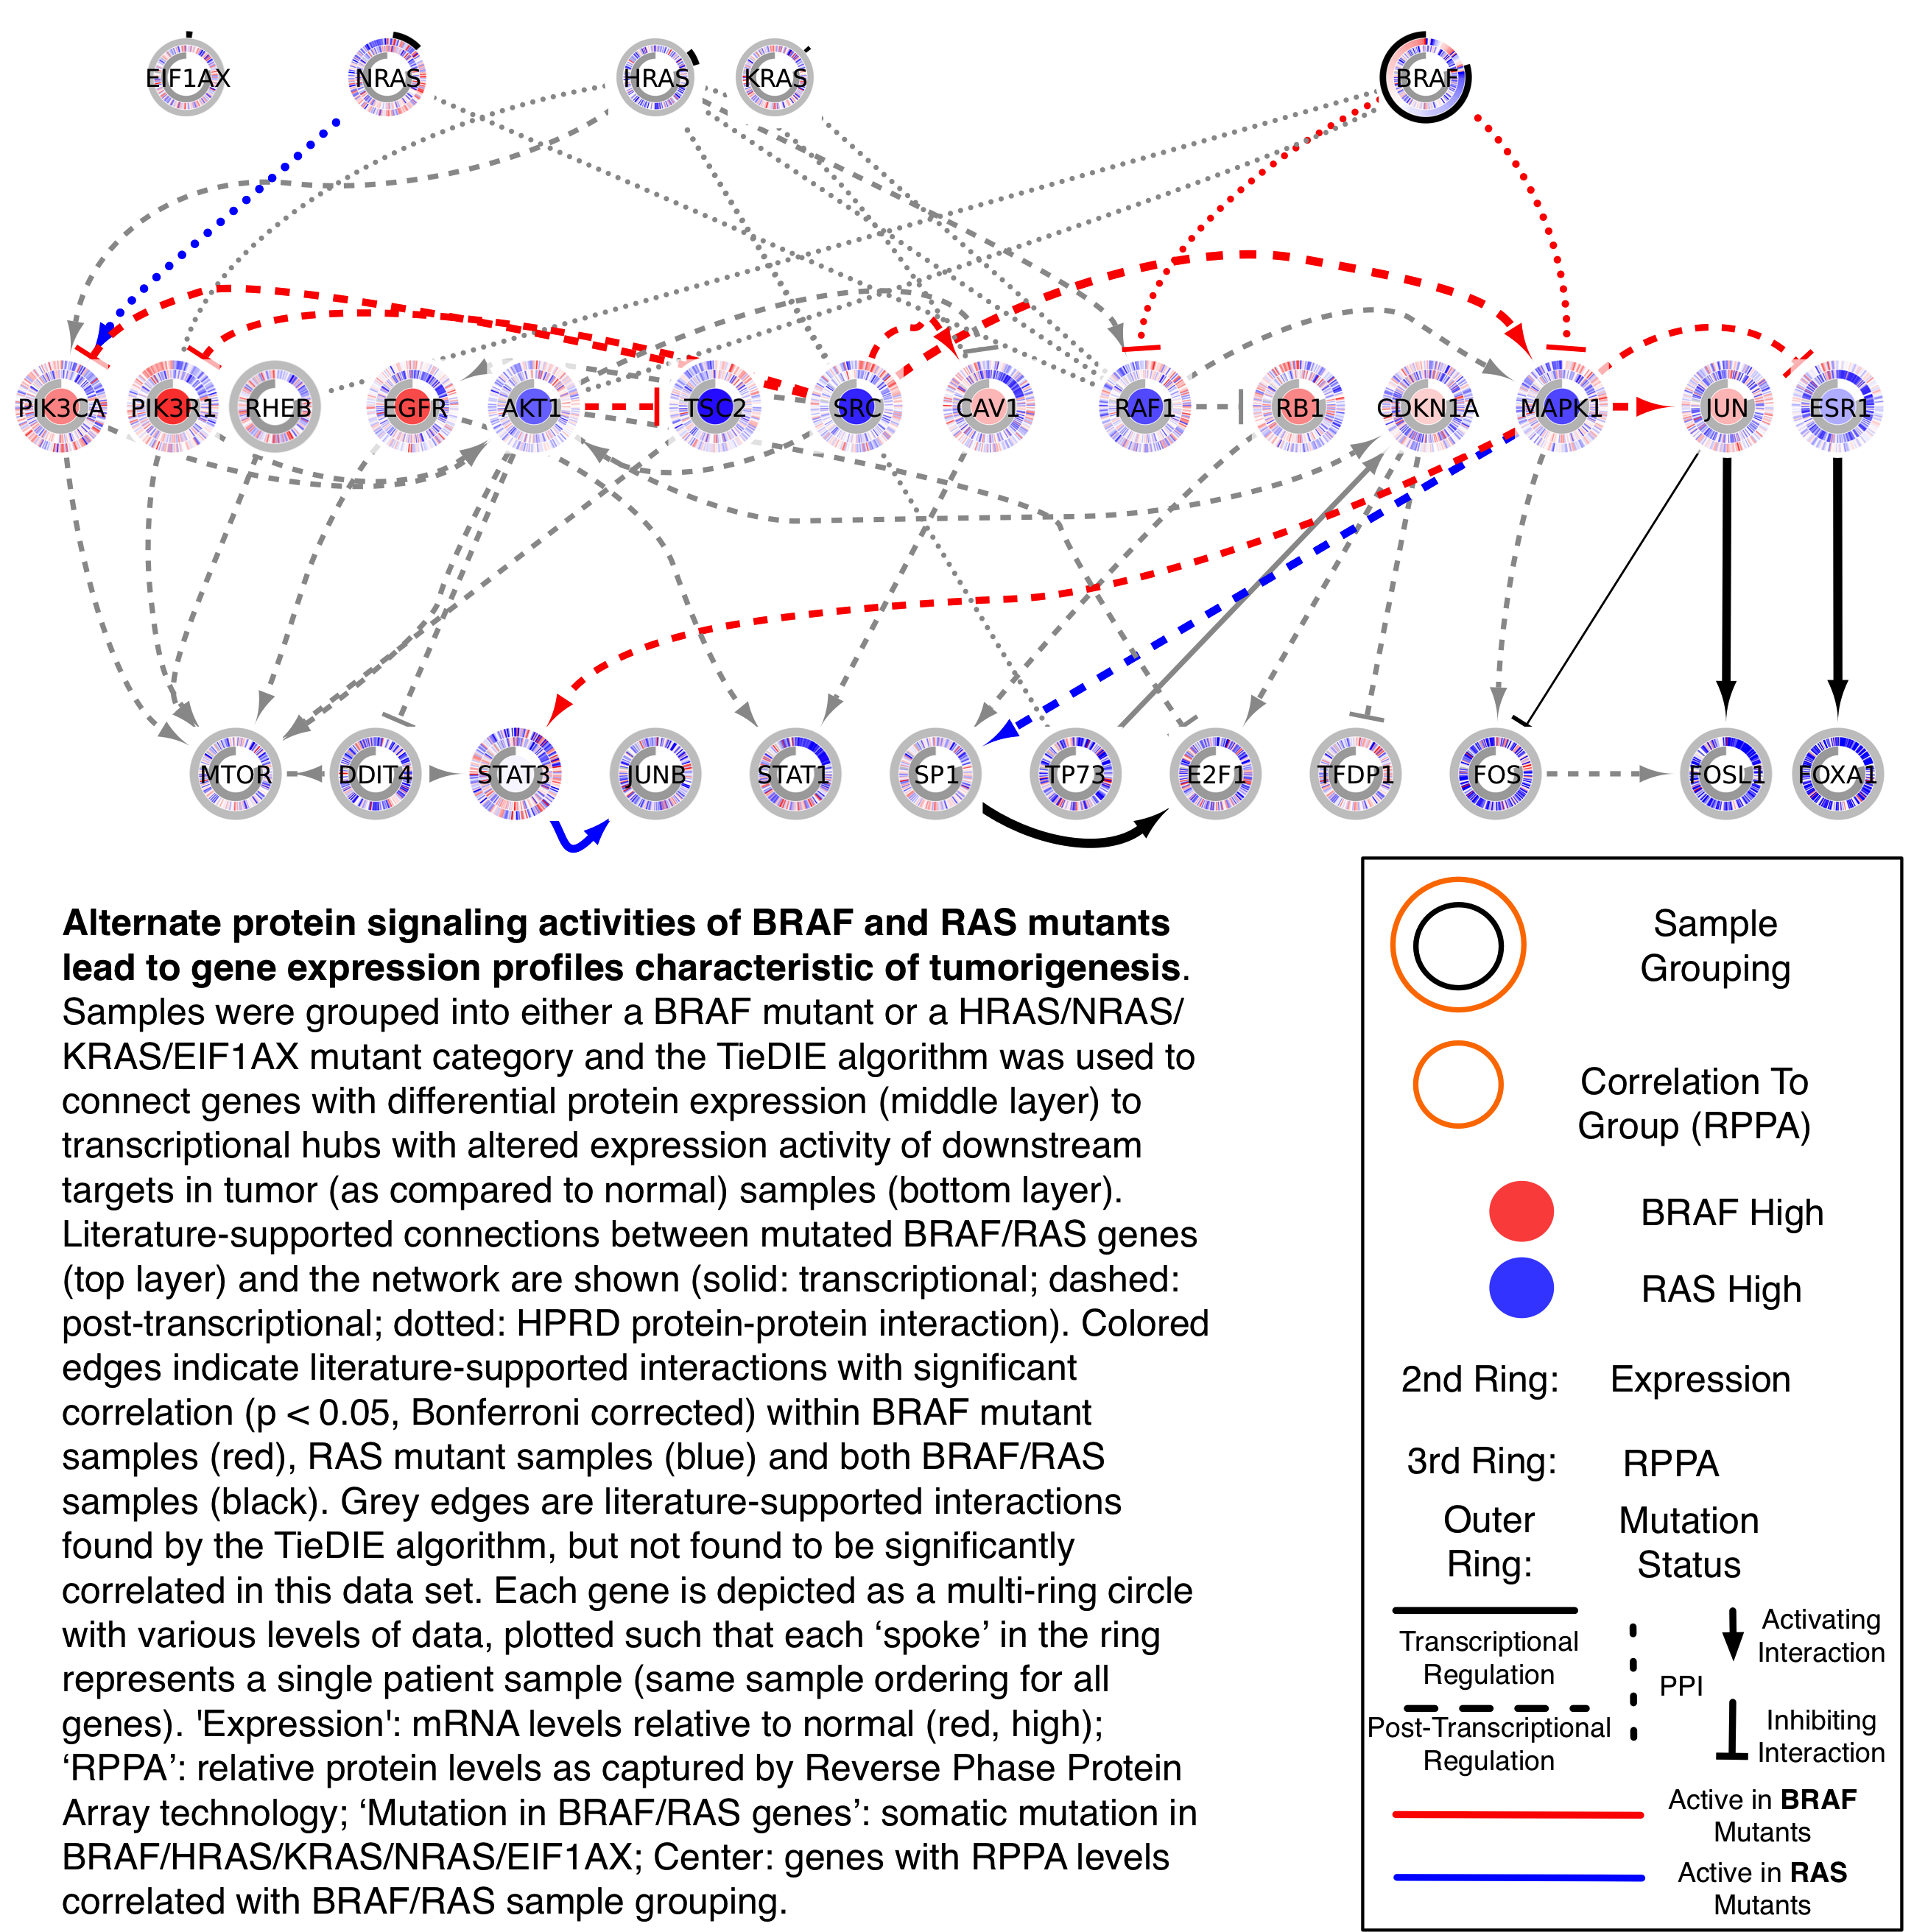 EIF1AX NRAS HRAS KRAS BRAF
PIK3CA PIK3R1 RHEB EGFR AKT1 TSC2 SRC CAV1 RAF1 RB1 CDKN1A MAPK1 JUN ESR1
MTOR DDIT4 STAT3 JUNB STAT1 SP1 TP73 E2F1 TFDP1 FOS FOSL1 FOXA1
Alternate protein signaling activities of BRAF and RAS mutants
lead to gene expression profiles characteristic of tumorigenesis.
Samples were grouped into either a BRAF mutant or a HRAS/NRAS/
KRAS/EIF1AX mutant category and the TieDIE algorithm was used to
connect genes with differential protein expression (middle layer) to
transcriptional hubs with altered expression activity of downstream
targets in tumor (as compared to normal) samples (bottom layer).
Literature-supported connections between mutated BRAF/RAS genes
(top layer) and the network are shown (solid: transcriptional; dashed:
post-transcriptional; dotted: HPRD protein-protein interaction). Colored
edges indicate literature-supported interactions with significant
correlation (p < 0.05, Bonferroni corrected) within BRAF mutant
samples (red), RAS mutant samples (blue) and both BRAF/RAS
samples (black). Grey edges are literature-supported interactions
found by the TieDIE algorithm, but not found to be significantly
correlated in this data set. Each gene is depicted as a multi-ring circle
with various levels of data, plotted such that each ‘spoke’ in the ring
represents a single patient sample (same sample ordering for all
genes). 'Expression': mRNA levels relative to normal (red, high);
‘RPPA’: relative protein levels as captured by Reverse Phase Protein
Array technology; ‘Mutation in BRAF/RAS genes’: somatic mutation in
BRAF/HRAS/KRAS/NRAS/EIF1AX; Center: genes with RPPA levels
correlated with BRAF/RAS sample grouping.
Sample
Grouping
Correlation To
Group (RPPA)
BRAF High
RAS High
2nd Ring: Expression
3rd Ring: RPPA
Outer
Ring:
Mutation
Status
Transcriptional
Regulation
Post-Transcriptional
Regulation
PPI
Activating
Interaction
Inhibiting
Interaction
Active in BRAF
Mutants
Active in RAS
Mutants